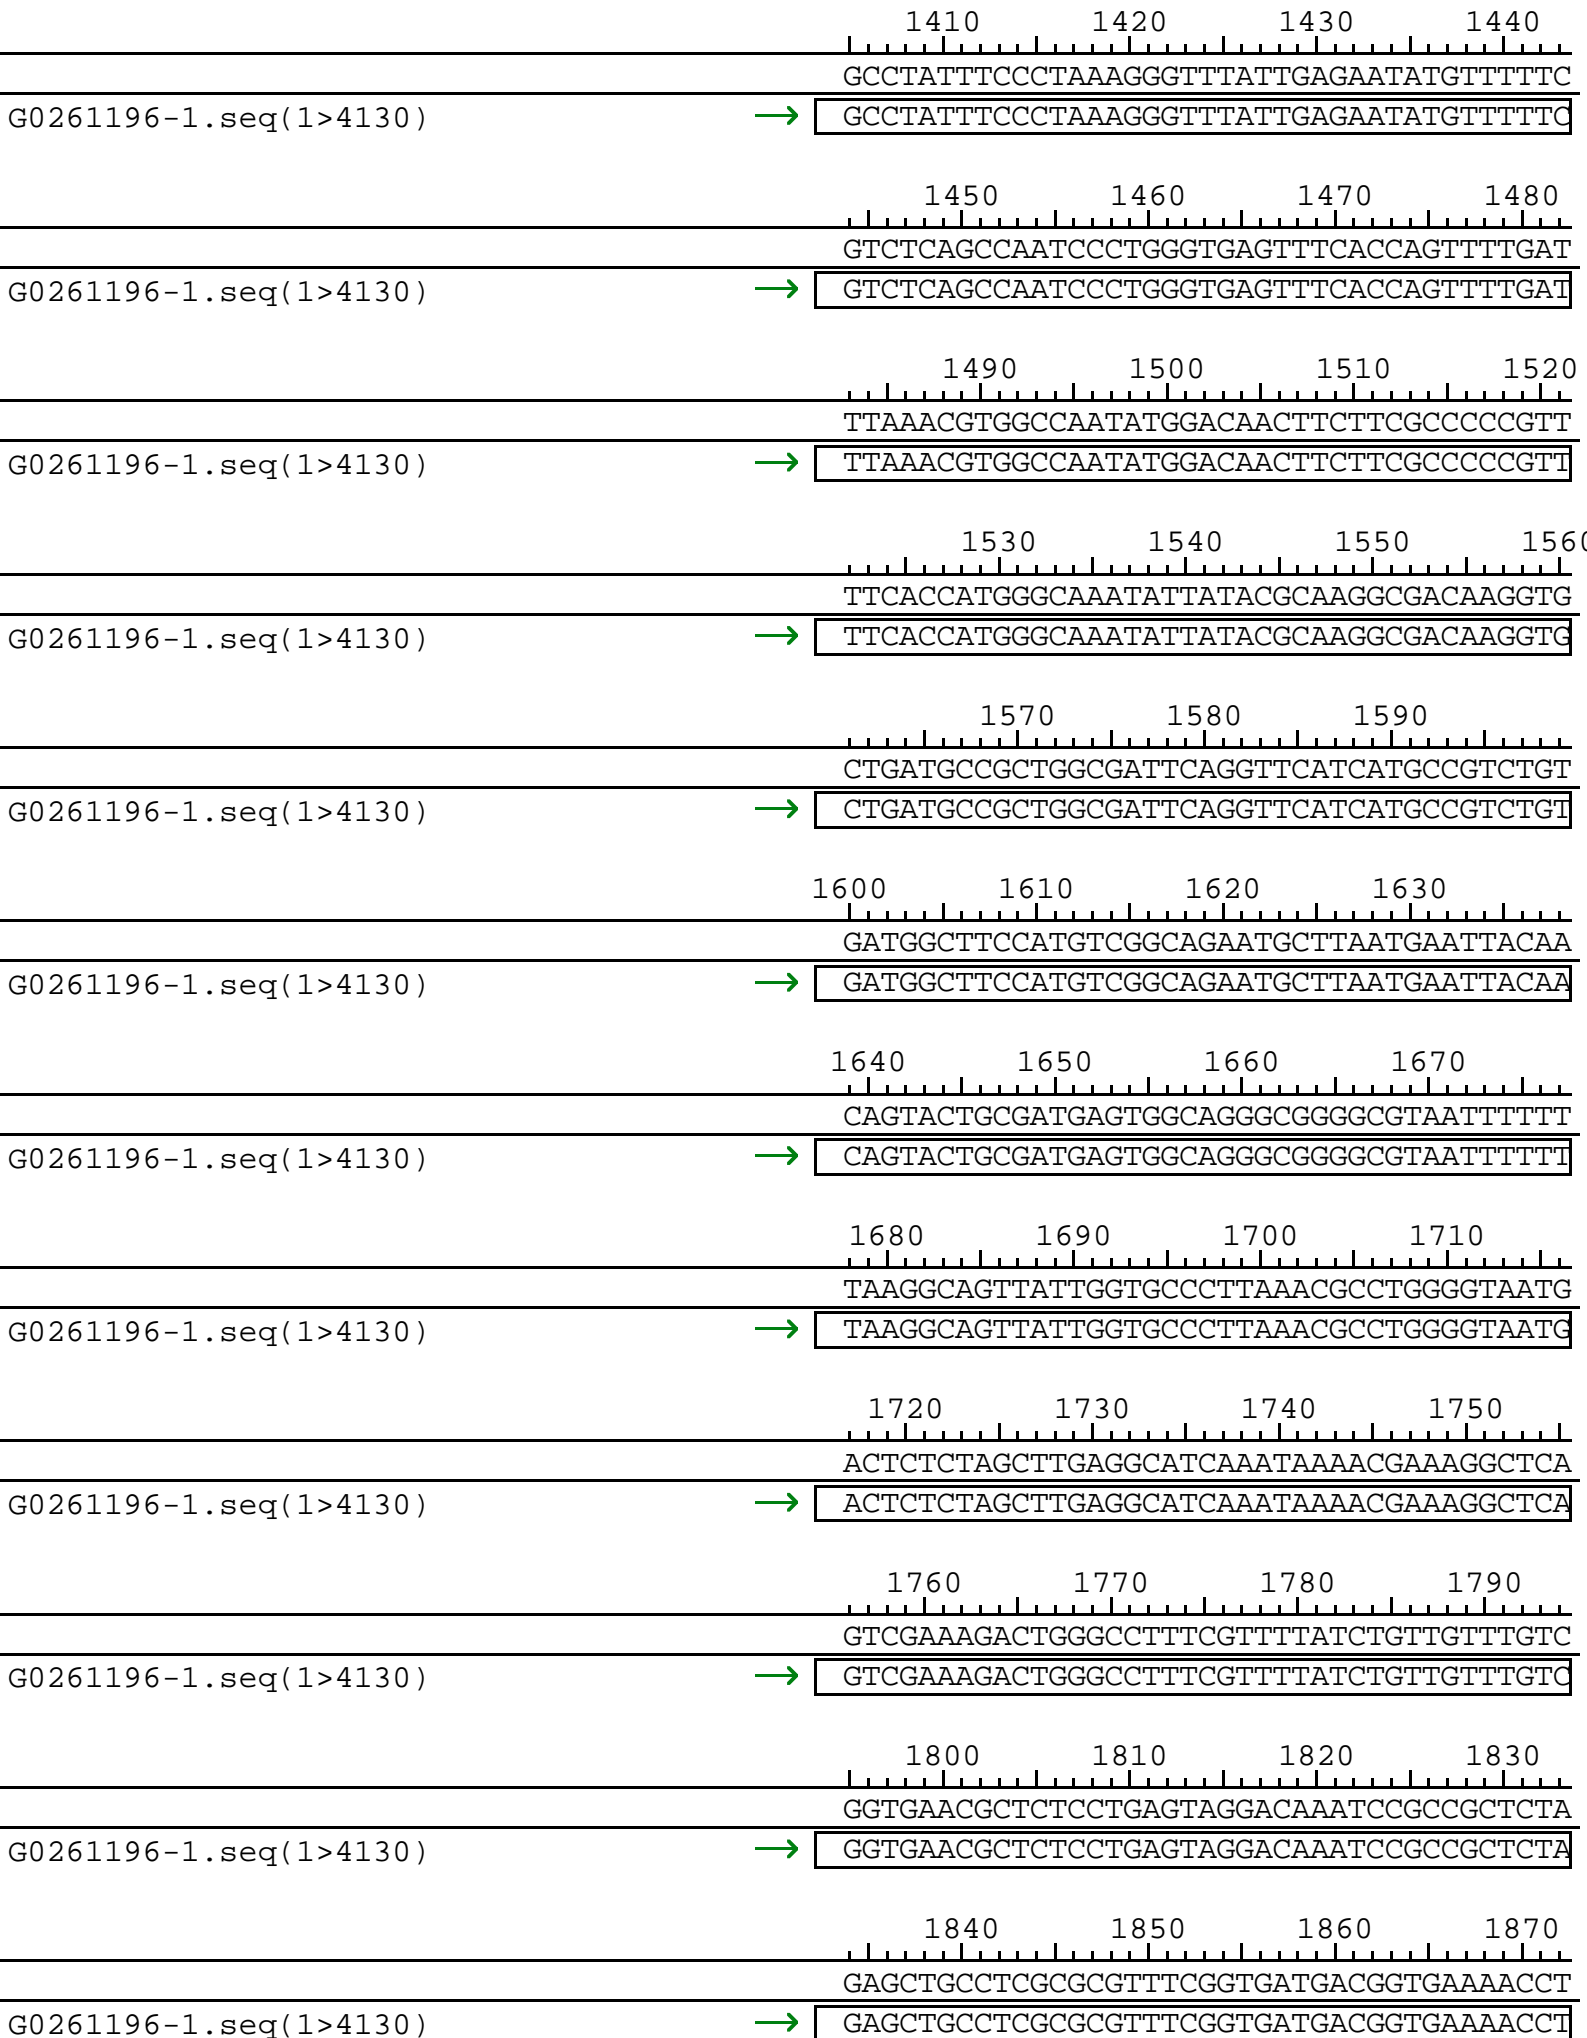 1410 1420 1430 1440
GCCTATTTCCCTAAAGGGTTTATTGAGAATATGTTTTTC
G0261196-1.seq(1>4130) → GCCTATTTCCCTAAAGGGTTTATTGAGAATATGTTTTTC
1450 1460 1470 1480
GTCTCAGCCAATCCCTGGGTGAGTTTCACCAGTTTTGAT
G0261196-1.seq(1>4130) → GTCTCAGCCAATCCCTGGGTGAGTTTCACCAGTTTTGAT
1490 1500 1510 1520
TTAAACGTGGCCAATATGGACAACTTCTTCGCCCCCGTT
G0261196-1.seq(1>4130) → TTAAACGTGGCCAATATGGACAACTTCTTCGCCCCCGTT
1530 1540 1550 1560
TTCACCATGGGCAAATATTATACGCAAGGCGACAAGGTG
G0261196-1.seq(1>4130) → TTCACCATGGGCAAATATTATACGCAAGGCGACAAGGTG
1570 1580 1590
CTGATGCCGCTGGCGATTCAGGTTCATCATGCCGTCTGT
G0261196-1.seq(1>4130) → CTGATGCCGCTGGCGATTCAGGTTCATCATGCCGTCTGT
1600 1610 1620 1630
GATGGCTTCCATGTCGGCAGAATGCTTAATGAATTACAA
G0261196-1.seq(1>4130) → GATGGCTTCCATGTCGGCAGAATGCTTAATGAATTACAA
1640 1650 1660 1670
CAGTACTGCGATGAGTGGCAGGGCGGGGCGTAATTTTTT
G0261196-1.seq(1>4130) → CAGTACTGCGATGAGTGGCAGGGCGGGGCGTAATTTTTT
1680 1690 1700 1710
TAAGGCAGTTATTGGTGCCCTTAAACGCCTGGGGTAATG
G0261196-1.seq(1>4130) → TAAGGCAGTTATTGGTGCCCTTAAACGCCTGGGGTAATG
1720 1730 1740 1750
ACTCTCTAGCTTGAGGCATCAAATAAAACGAAAGGCTCA
G0261196-1.seq(1>4130) → ACTCTCTAGCTTGAGGCATCAAATAAAACGAAAGGCTCA
1760 1770 1780 1790
GTCGAAAGACTGGGCCTTTCGTTTTATCTGTTGTTTGTC
G0261196-1.seq(1>4130) → GTCGAAAGACTGGGCCTTTCGTTTTATCTGTTGTTTGTC
1800 1810 1820 1830
GGTGAACGCTCTCCTGAGTAGGACAAATCCGCCGCTCTA
G0261196-1.seq(1>4130) → GGTGAACGCTCTCCTGAGTAGGACAAATCCGCCGCTCTA
1840 1850 1860 1870
GAGCTGCCTCGCGCGTTTCGGTGATGACGGTGAAAACCT
G0261196-1.seq(1>4130) → GAGCTGCCTCGCGCGTTTCGGTGATGACGGTGAAAACCT